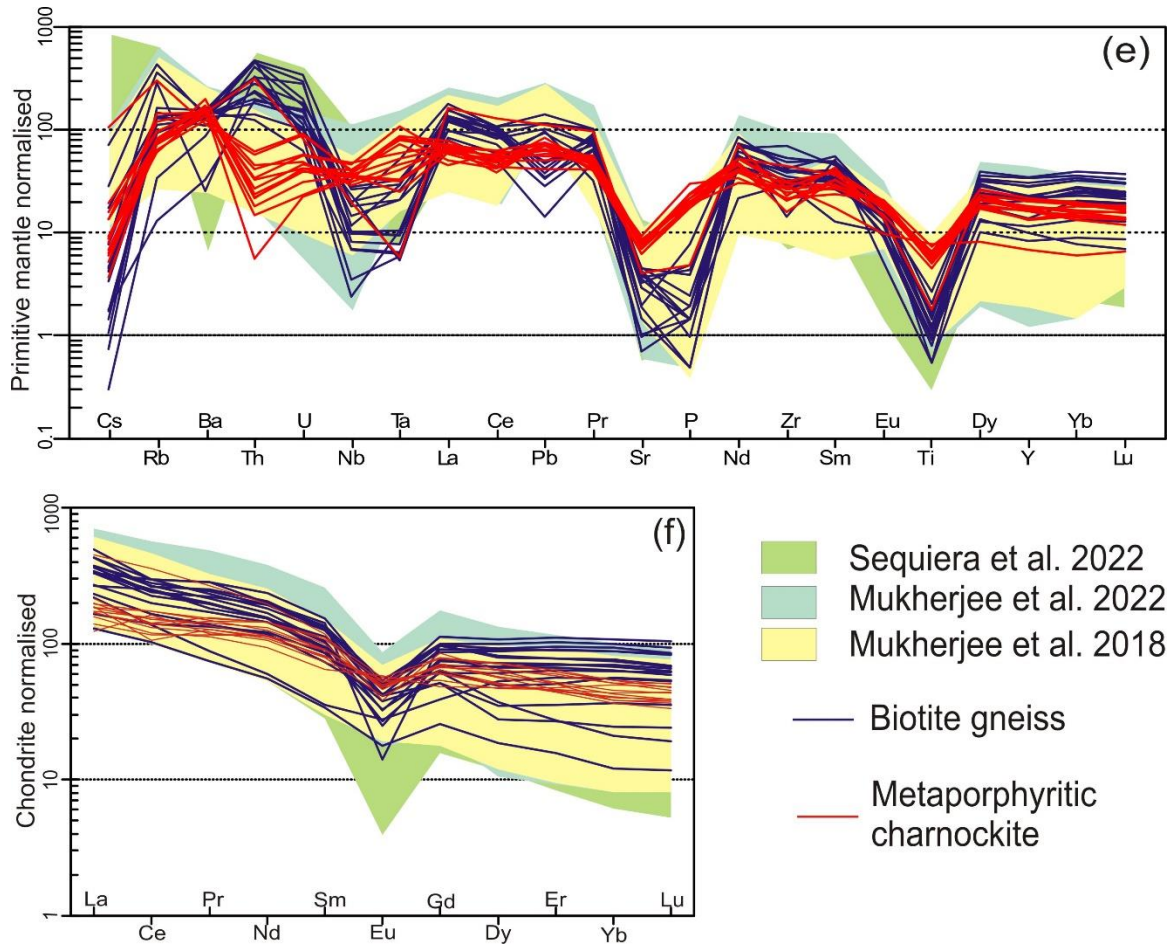 (e)
1000
100
10
1
0,1
Primitive mantle normalised
Cs Ba U Ta Ce Pr P Zr Eu Dy Yb
Rb Th Nb La Pb Sr Nd Sm Ti Y Lu
(f)
1000
100
10
1
Chondrite normalised
La Pr Sm Gd Er Lu
Ce Nd Eu Dy Yb
Sequiera et al. 2022
Mukherjee et al. 2022
Mukherjee et al. 2018
Biotite gneiss
Metaporphyritic
charnockite